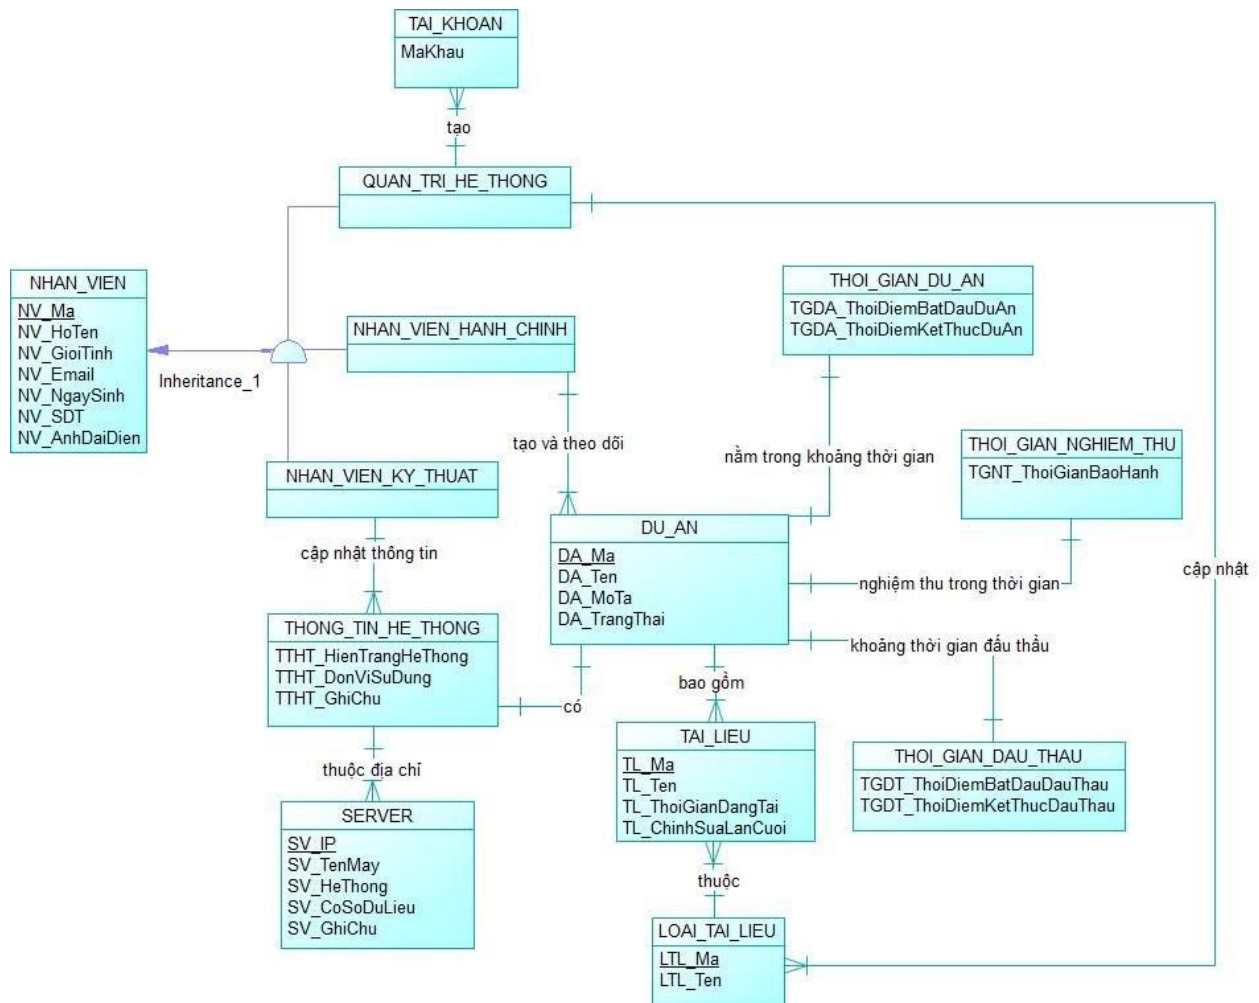 TAI_KHOAN
MaKhau
tạo
QUAN_TRI_HE_THONG
NHAN_VIEN
NV_Ma
NV_HoTen
NV_GioiTinh
NV_Email
NV_NgaySinh
NV_SDT
NV_AnhDaiDien
Inheritance_1
NHAN_VIEN_HANH_CHINH
THOI_GIAN_DU_AN
TGDA_ThoiDiemBatDauDuAn
TGDA_ThoiDiemKetThucDuAn
tạo và theo dõi
nằm trong khoảng thời gian
THOI_GIAN_NGHIEM_THU
TGNT_ThoiGianBaoHanh
NHAN_VIEN_KY_THUAT
cập nhật thông tin
DU_AN
DA_Ma
DA_Ten
DA_MoTa
DA_TrangThai
nghiệm thu trong thời gian
cập nhật
THONG_TIN_HE_THONG
TTHT_HienTrangHeThong
TTHT_DonViSuDung
TTHT_GhiChu
có
khoảng thời gian đấu thầu
bao gồm
TAI_LIEU
TL_Ma
TL_Ten
TL_ThoiGianDangTai
TL_ChinhSuaLanCuoi
THOI_GIAN_DAU_THAU
TGDT_ThoiDiemBatDauDauThau
TGDT_ThoiDiemKetThucDauThau
thuộc địa chỉ
SERVER
SV_IP
SV_TenMay
SV_HeThong
SV_CoSoDuLieu
SV_GhiChu
thuộc
LOAI_TAI_LIEU
LTL_Ma
LTL_Ten